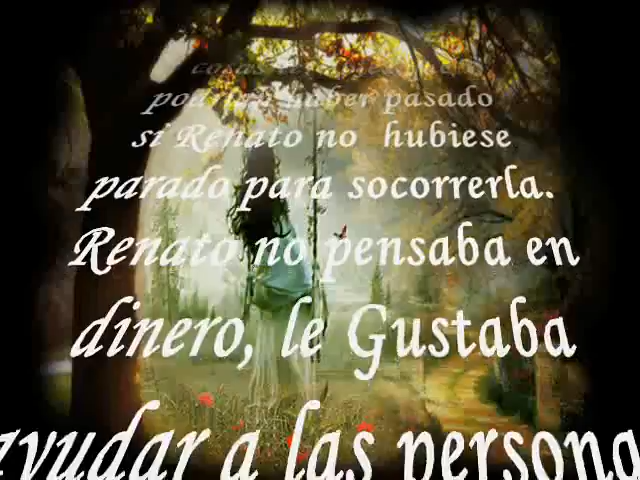 podrían haber pasado
si Renato no hubiese
parado para socorrerla.
Renato no pensaba en
dinero, le Gustaba
ayudar a las persona